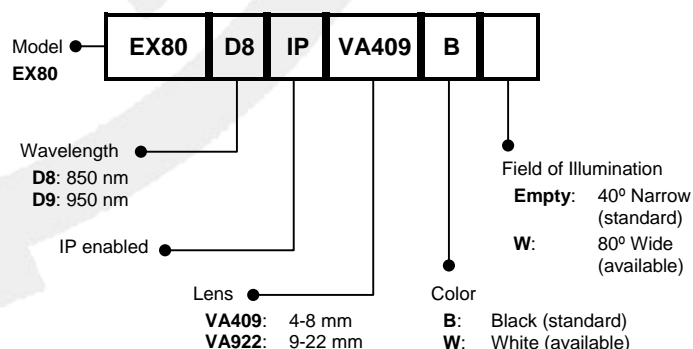 EX80 D8 IP VA409 B
Model
EX80
Wavelength
D8: 850 nm
D9: 950 nm
IP enabled
Lens
VA409: 4-8 mm
VA922: 9-22 mm
Color
B: Black (standard)
W: White (available)
Field of Illumination
Empty: 40º Narrow
(standard)
W: 80º Wide
(available)